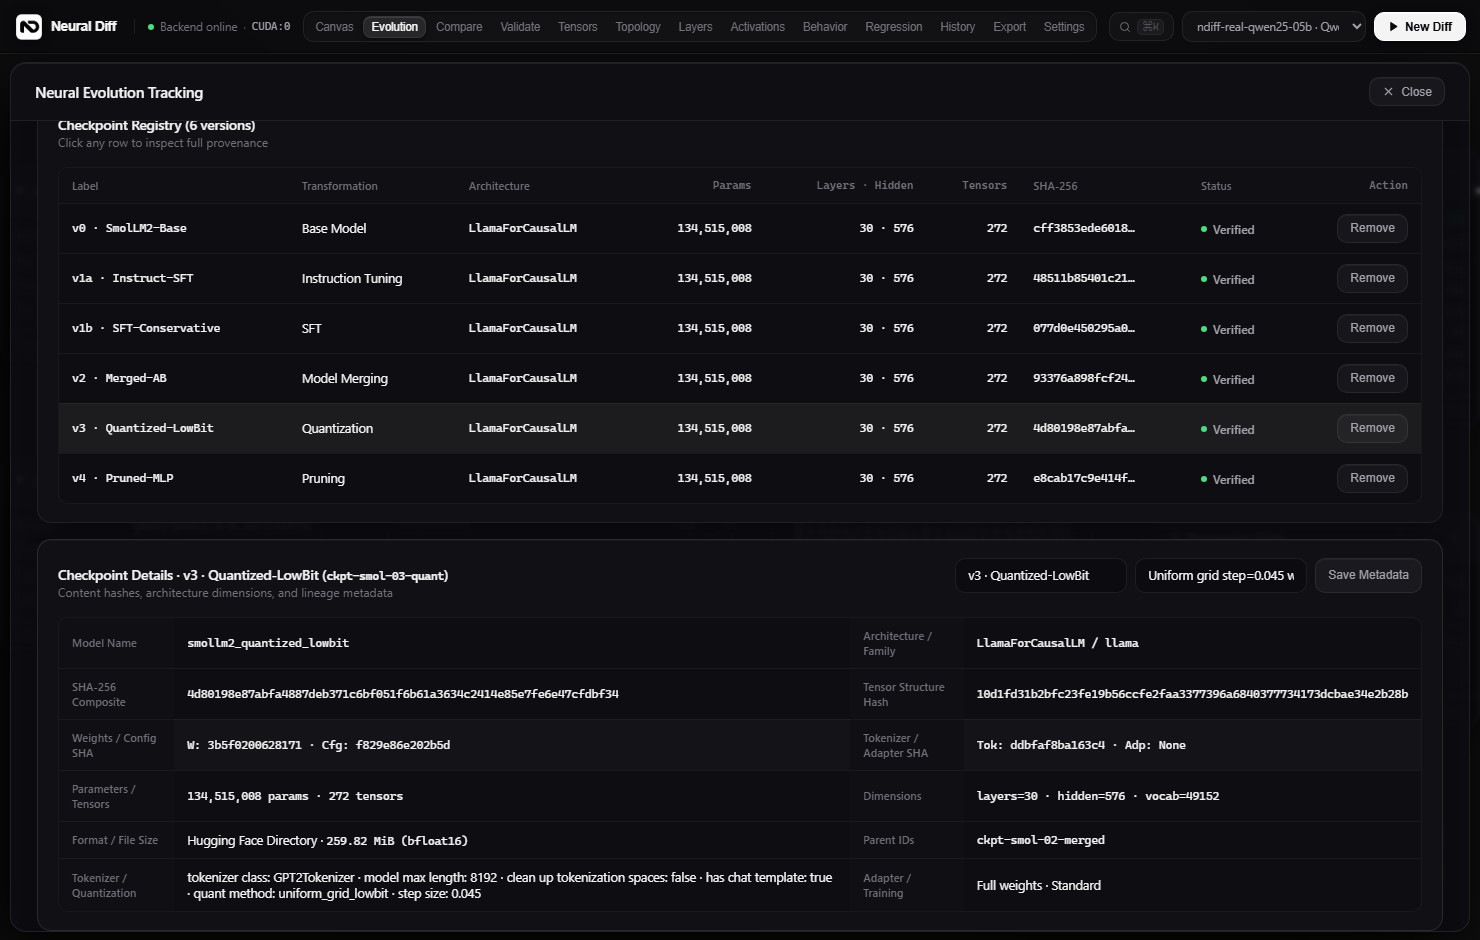 Neural Diff
Backend online · CUDA:0
Canvas
Evolution
Compare
Validate
Tensors
Topology
Layers
Activations
Behavior
Regression
History
Export
Settings
⌘K
ndiff-real-qwen25-05b · Qw
New Diff
Neural Evolution Tracking
Close
Checkpoint Registry (6 versions)
Click any row to inspect full provenance
Label Transformation Architecture Params Layers · Hidden Tensors SHA-256 Status Action
v0 · SmolLM2-Base Base Model LlamaForCausalLM 134,515,008 30 · 576 272 cff3853ede6018… Verified Remove
v1a · Instruct-SFT Instruction Tuning LlamaForCausalLM 134,515,008 30 · 576 272 48511b85401c21… Verified Remove
v1b · SFT-Conservative SFT LlamaForCausalLM 134,515,008 30 · 576 272 077d0e450295a0… Verified Remove
v2 · Merged-AB Model Merging LlamaForCausalLM 134,515,008 30 · 576 272 93376a898fcf24… Verified Remove
v3 · Quantized-LowBit Quantization LlamaForCausalLM 134,515,008 30 · 576 272 4d80198e87abfa… Verified Remove
v4 · Pruned-MLP Pruning LlamaForCausalLM 134,515,008 30 · 576 272 e8cab17c9e414f… Verified Remove
Checkpoint Details · v3 · Quantized-LowBit (ckpt-smol-03-quant)
Content hashes, architecture dimensions, and lineage metadata
v3 · Quantized-LowBit
Uniform grid step=0.045 w
Save Metadata
Model Name
smollm2_quantized_lowbit
Architecture /
Family
LlamaForCausalLM / llama
SHA-256
Composite
4d80198e87abfa4887deb371c6bf051f6b61a3634c2414e85e7fe6e47cfdbf34
Tensor Structure
Hash
10d1fd31b2bfc23fe19b56ccfe2faa3377396a6840377734173dcbae34e2b28b
Weights / Config
SHA
W: 3b5f0200628171 · Cfg: f829e86e202b5d
Tokenizer /
Adapter SHA
Tok: ddbfaf8ba163c4 · Adp: None
Parameters /
Tensors
134,515,008 params · 272 tensors
Dimensions
layers=30 · hidden=576 · vocab=49152
Format / File Size
Hugging Face Directory · 259.82 MiB (bfloat16)
Parent IDs
ckpt-smol-02-merged
Tokenizer /
Quantization
tokenizer class: GPT2Tokenizer · model max length: 8192 · clean up tokenization spaces: false · has chat template: true
· quant method: uniform_grid_lowbit · step size: 0.045
Adapter /
Training
Full weights · Standard